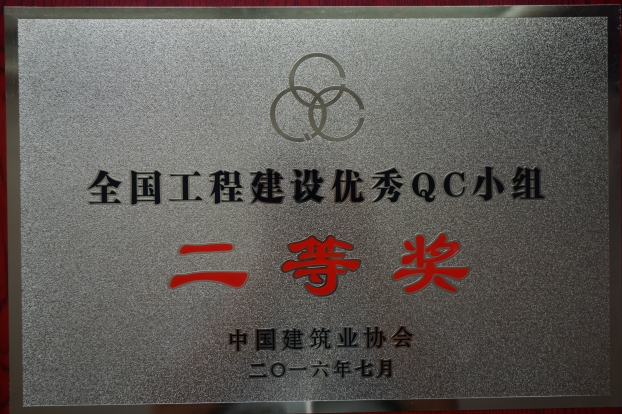 全国工程建设优秀QC小组
二等奖
中国建筑业协会
二〇一六年七月